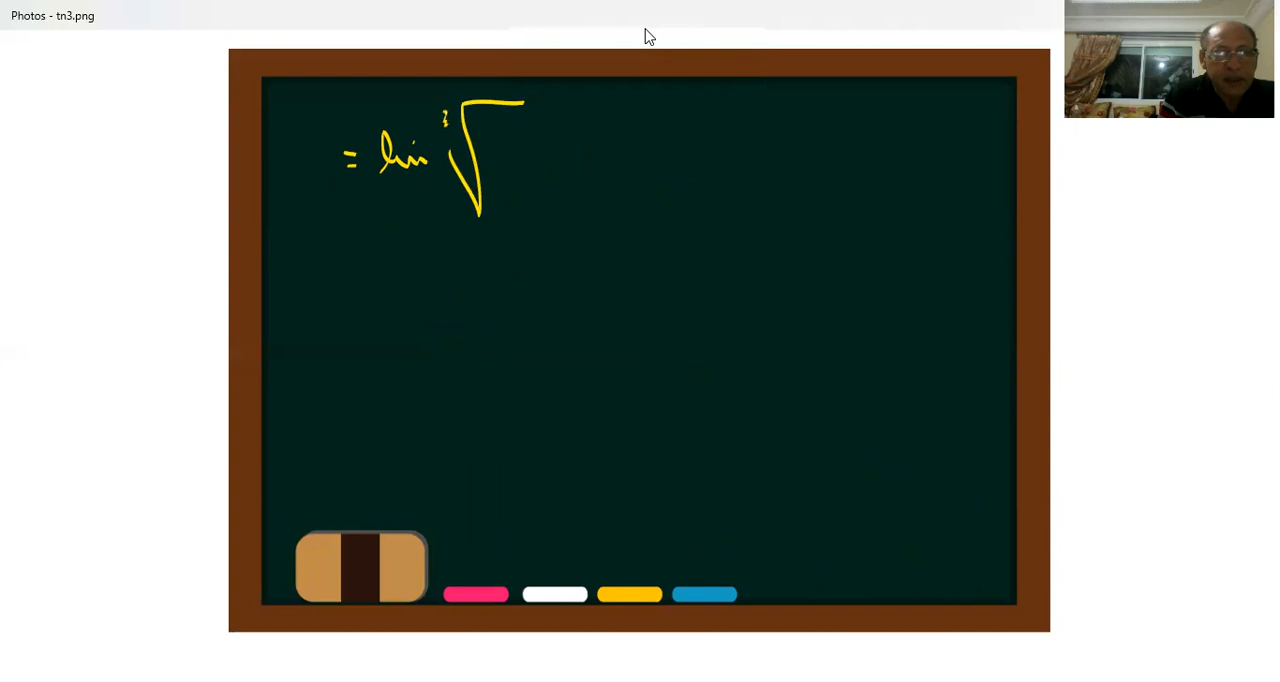 Photos - tn3.png
= lim ∛